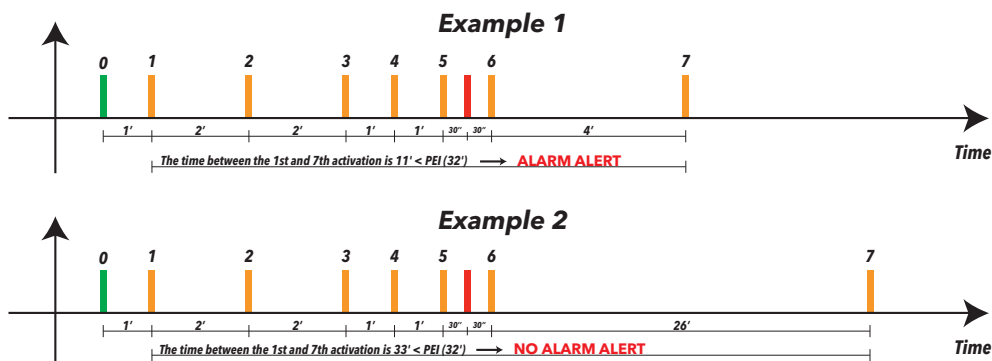 Example 1
0 1 2 3 4 5 6 7
1' 2' 2' 1' 1' 30" 30" 4'
The time between the 1st and 7th activation is 11' < PEI (32') → ALARM ALERT
Time
Example 2
0 1 2 3 4 5 6 7
1' 2' 2' 1' 1' 30" 30" 26'
The time between the 1st and 7th activation is 33' < PEI (32') → NO ALARM ALERT
Time